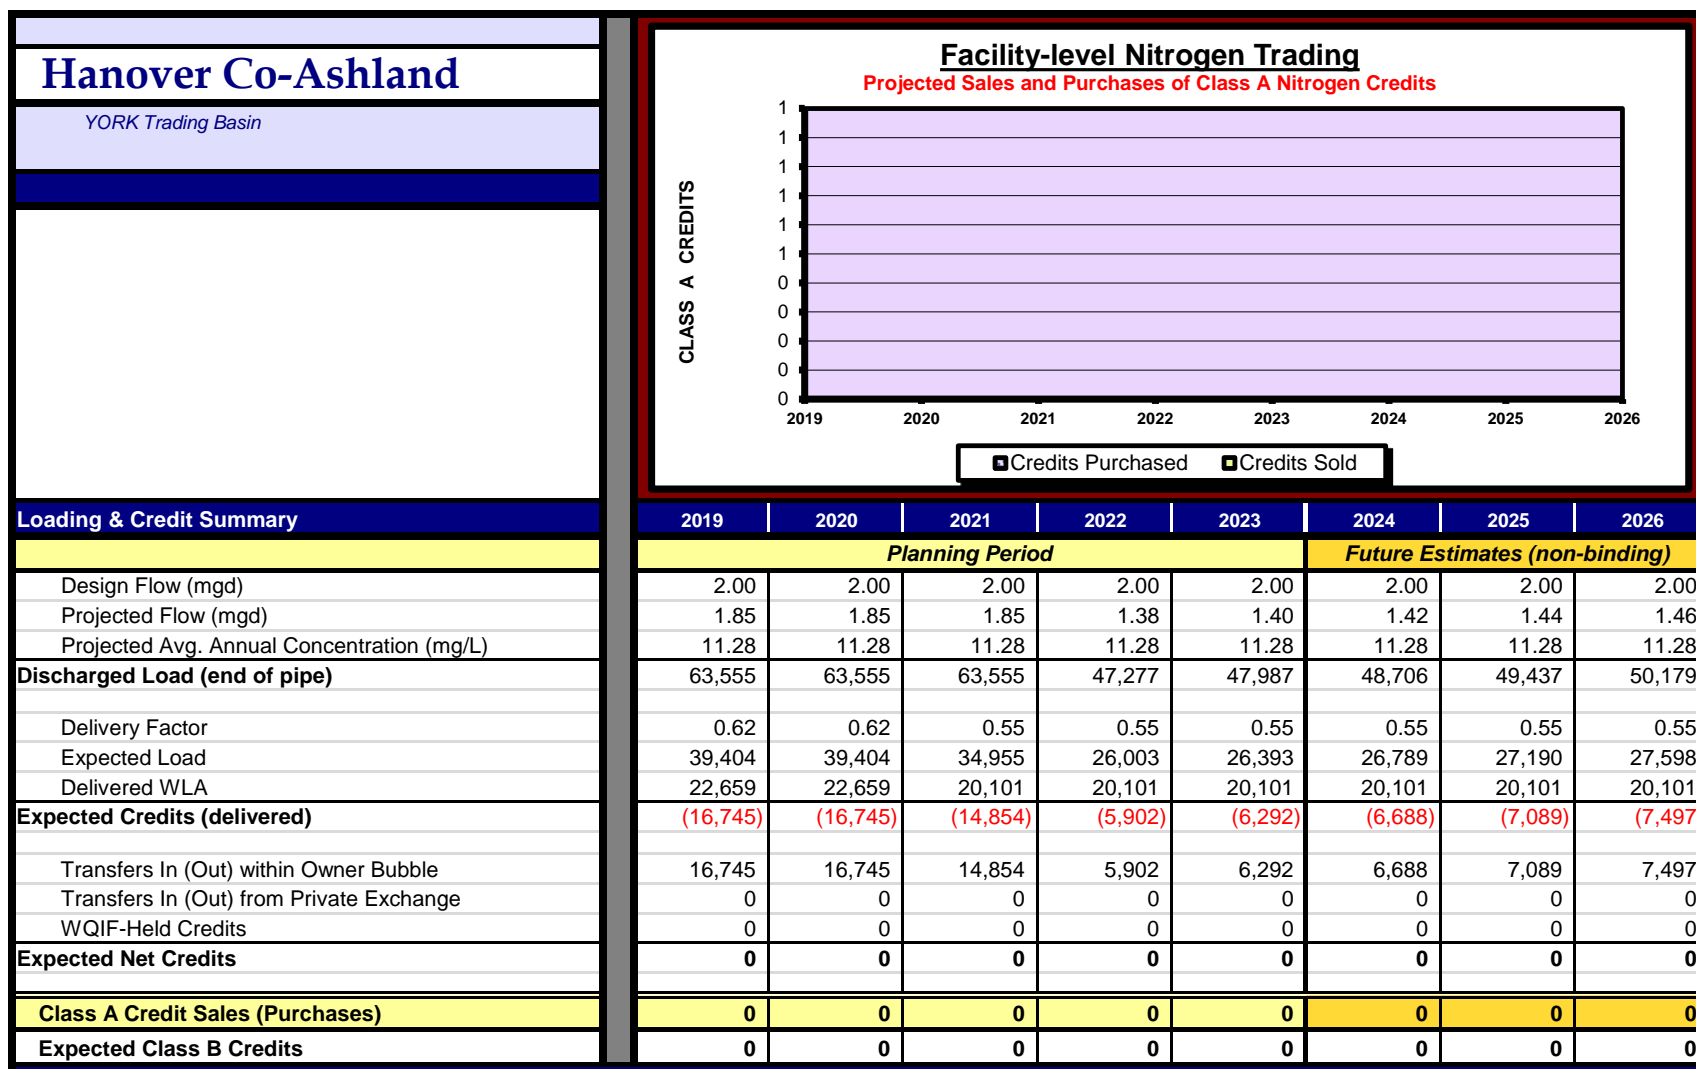 Hanover Co-Ashland
YORK Trading Basin
Facility-level Nitrogen Trading
Projected Sales and Purchases of Class A Nitrogen Credits
CLASS A CREDITS
1
1
1
1
1
1
0
0
0
0
0
2019 2020 2021 2022 2023 2024 2025 2026
Credits Purchased Credits Sold
Loading & Credit Summary 2019 2020 2021 2022 2023 2024 2025 2026
Planning Period Future Estimates (non-binding)
Design Flow (mgd) 2.00 2.00 2.00 2.00 2.00 2.00 2.00 2.00
Projected Flow (mgd) 1.85 1.85 1.85 1.38 1.40 1.42 1.44 1.46
Projected Avg. Annual Concentration (mg/L) 11.28 11.28 11.28 11.28 11.28 11.28 11.28 11.28
Discharged Load (end of pipe) 63,555 63,555 63,555 47,277 47,987 48,706 49,437 50,179
Delivery Factor 0.62 0.62 0.55 0.55 0.55 0.55 0.55 0.55
Expected Load 39,404 39,404 34,955 26,003 26,393 26,789 27,190 27,598
Delivered WLA 22,659 22,659 20,101 20,101 20,101 20,101 20,101 20,101
Expected Credits (delivered) (16,745) (16,745) (14,854) (5,902) (6,292) (6,688) (7,089) (7,497
Transfers In (Out) within Owner Bubble 16,745 16,745 14,854 5,902 6,292 6,688 7,089 7,497
Transfers In (Out) from Private Exchange 0 0 0 0 0 0 0 0
WQIF-Held Credits 0 0 0 0 0 0 0 0
Expected Net Credits 0 0 0 0 0 0 0 0
Class A Credit Sales (Purchases) 0 0 0 0 0 0 0 0
Expected Class B Credits 0 0 0 0 0 0 0 0